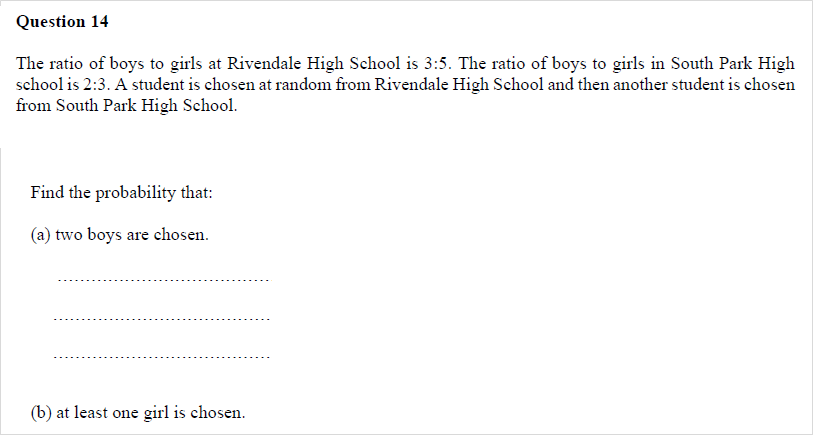 Question 14
The ratio of boys to girls at Rivendale High School is 3:5. The ratio of boys to girls in South Park High
school is 2:3. A student is chosen at random from Rivendale High School and then another student is chosen
from South Park High School.
Find the probability that:
(a) two boys are chosen.
......................................
.......................................
.......................................
(b) at least one girl is chosen.